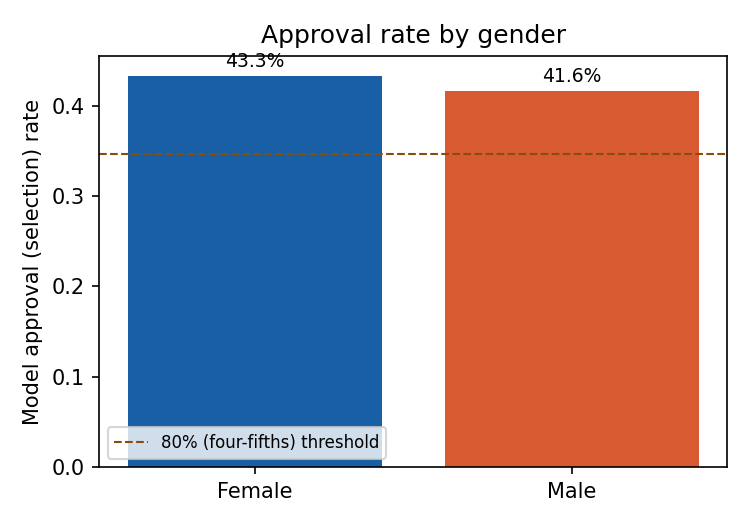 Approval rate by gender
43.3%
41.6%
Model approval (selection) rate
0.4
0.3
0.2
0.1
0.0
80% (four-fifths) threshold
Female
Male